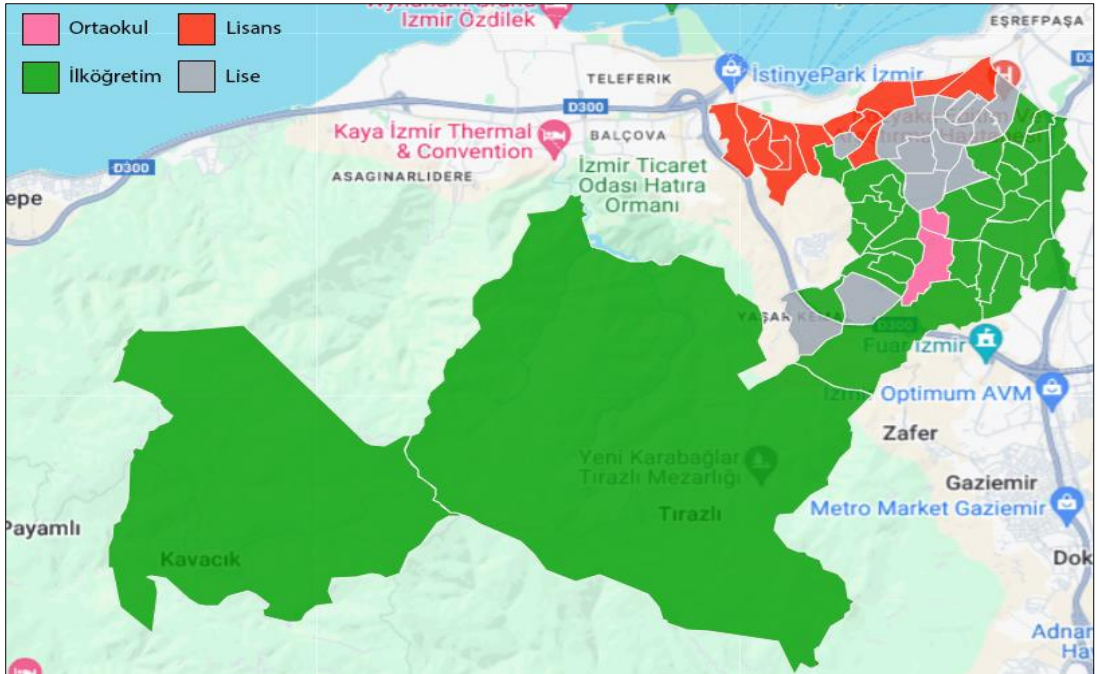 Ortaokul
Lisans
İlköğretim
Lise
İzmir Özdilek
EŞREFPAŞA
TELEFERIK
İstinyePark İzmir
D300
Kaya İzmir Thermal
& Convention
BALÇOVA
D300
ASAGINARLIDERE
İzmir Ticaret
Odası Hatıra
Ormanı
epe
YAŞAR KEMAL
D300
Fuar İzmir
İzmir Optimum AVM
Zafer
Yeni Karabağlar
Tırazlı Mezarlığı
Gaziemir
Metro Market Gaziemir
Tırazlı
Payamlı
Kavacık
Dok
Adnan